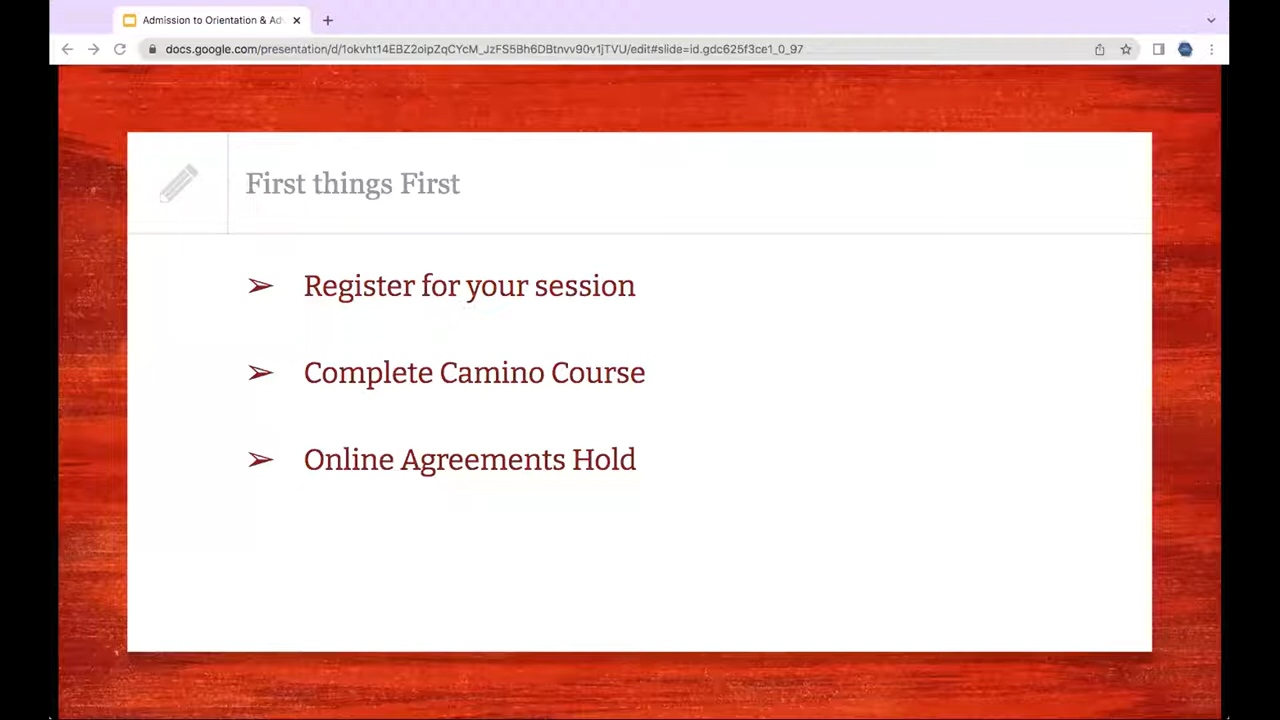 Admission to Orientation & Ad
docs.google.com/presentation/d/1okvht14EBZ2oipZqCYcM_JzFS5Bh6DBtnvv90v1jTVU/edit#slide=id.gdc625f3ce1_0_97
First things First
➢ Register for your session
➢ Complete Camino Course
➢ Online Agreements Hold